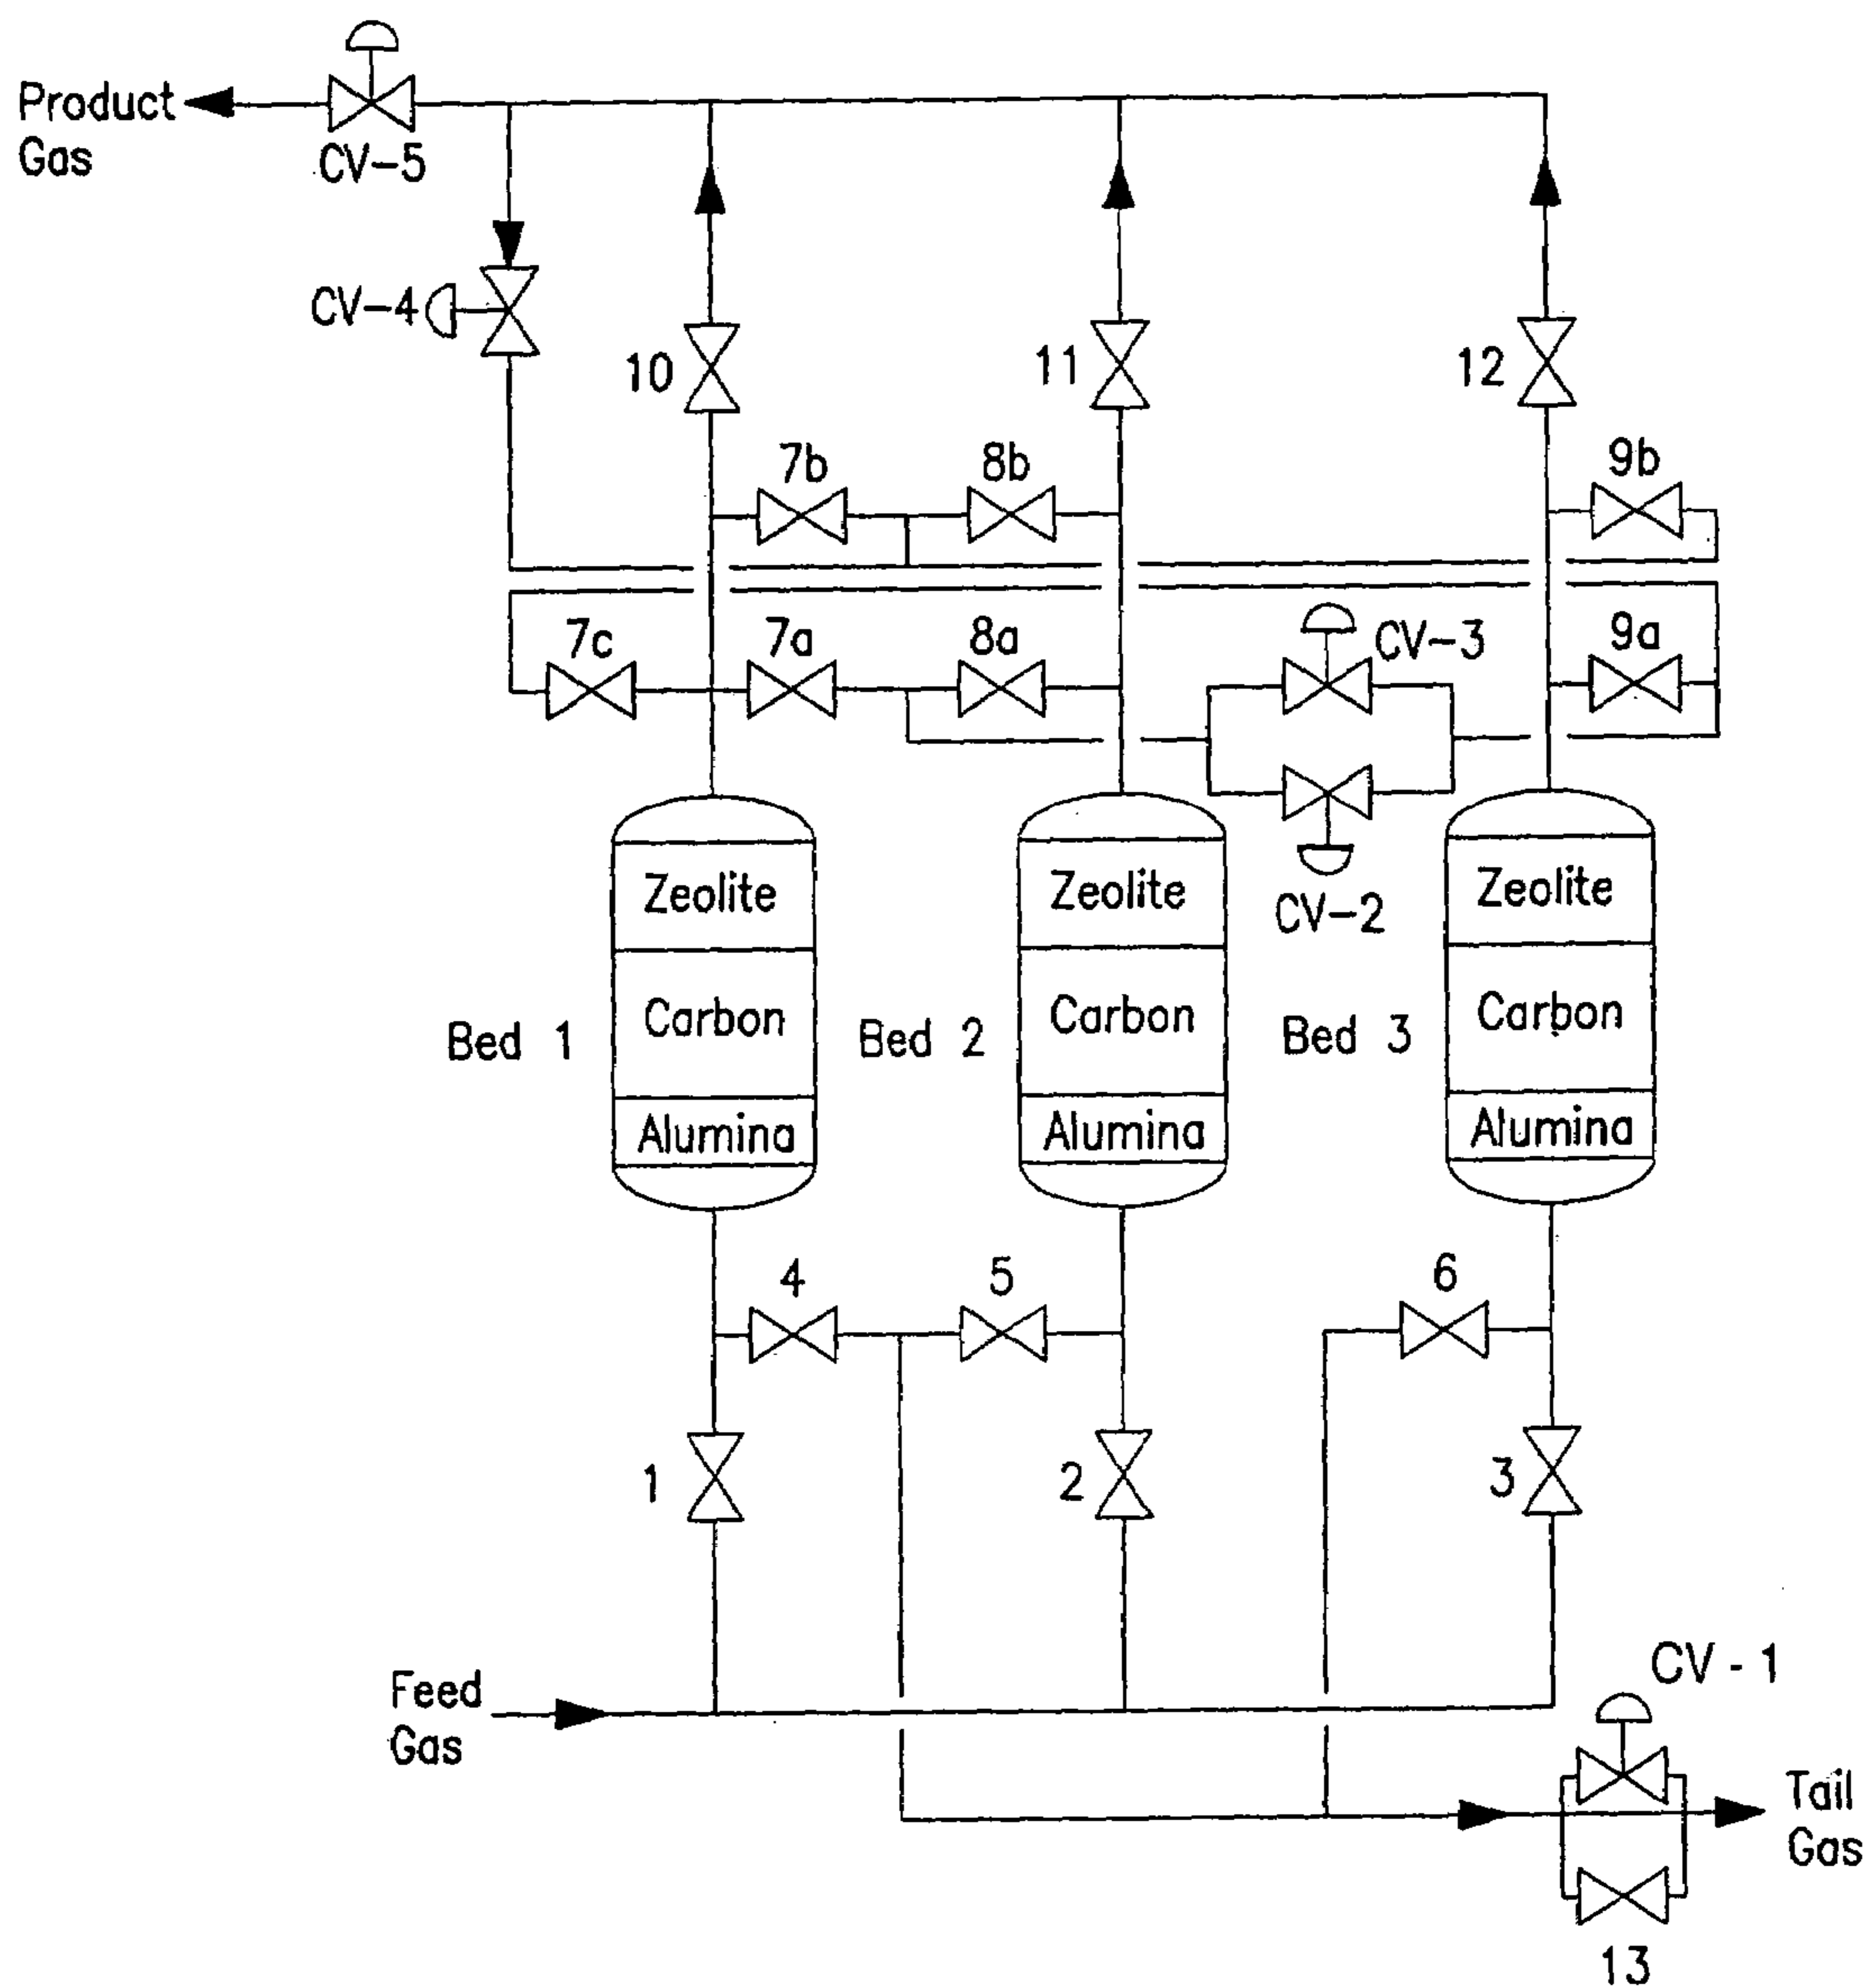 Product
Gas
CV-5
CV-4
10
11
12
7b
8b
9b
7c
7a
8a
CV-3
9a
CV-2
Zeolite
Zeolite
Zeolite
Carbon
Carbon
Carbon
Bed 1
Bed 2
Bed 3
Alumina
Alumina
Alumina
4
5
6
1
2
3
Feed
Gas
CV-1
Tail
Gas
13